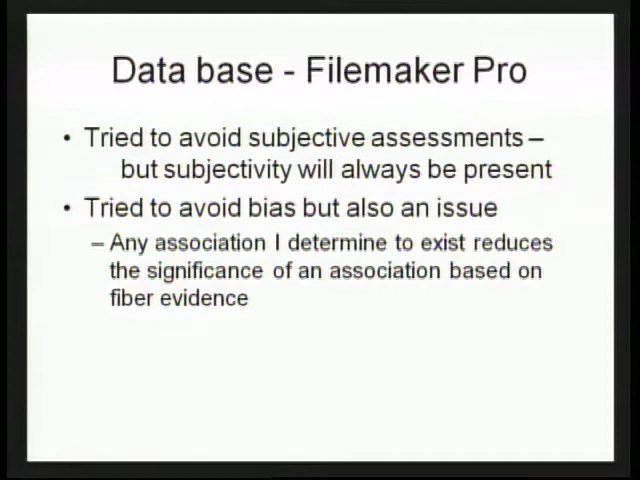 Data base - Filemaker Pro
• Tried to avoid subjective assessments –
but subjectivity will always be present
• Tried to avoid bias but also an issue
– Any association I determine to exist reduces
the significance of an association based on
fiber evidence